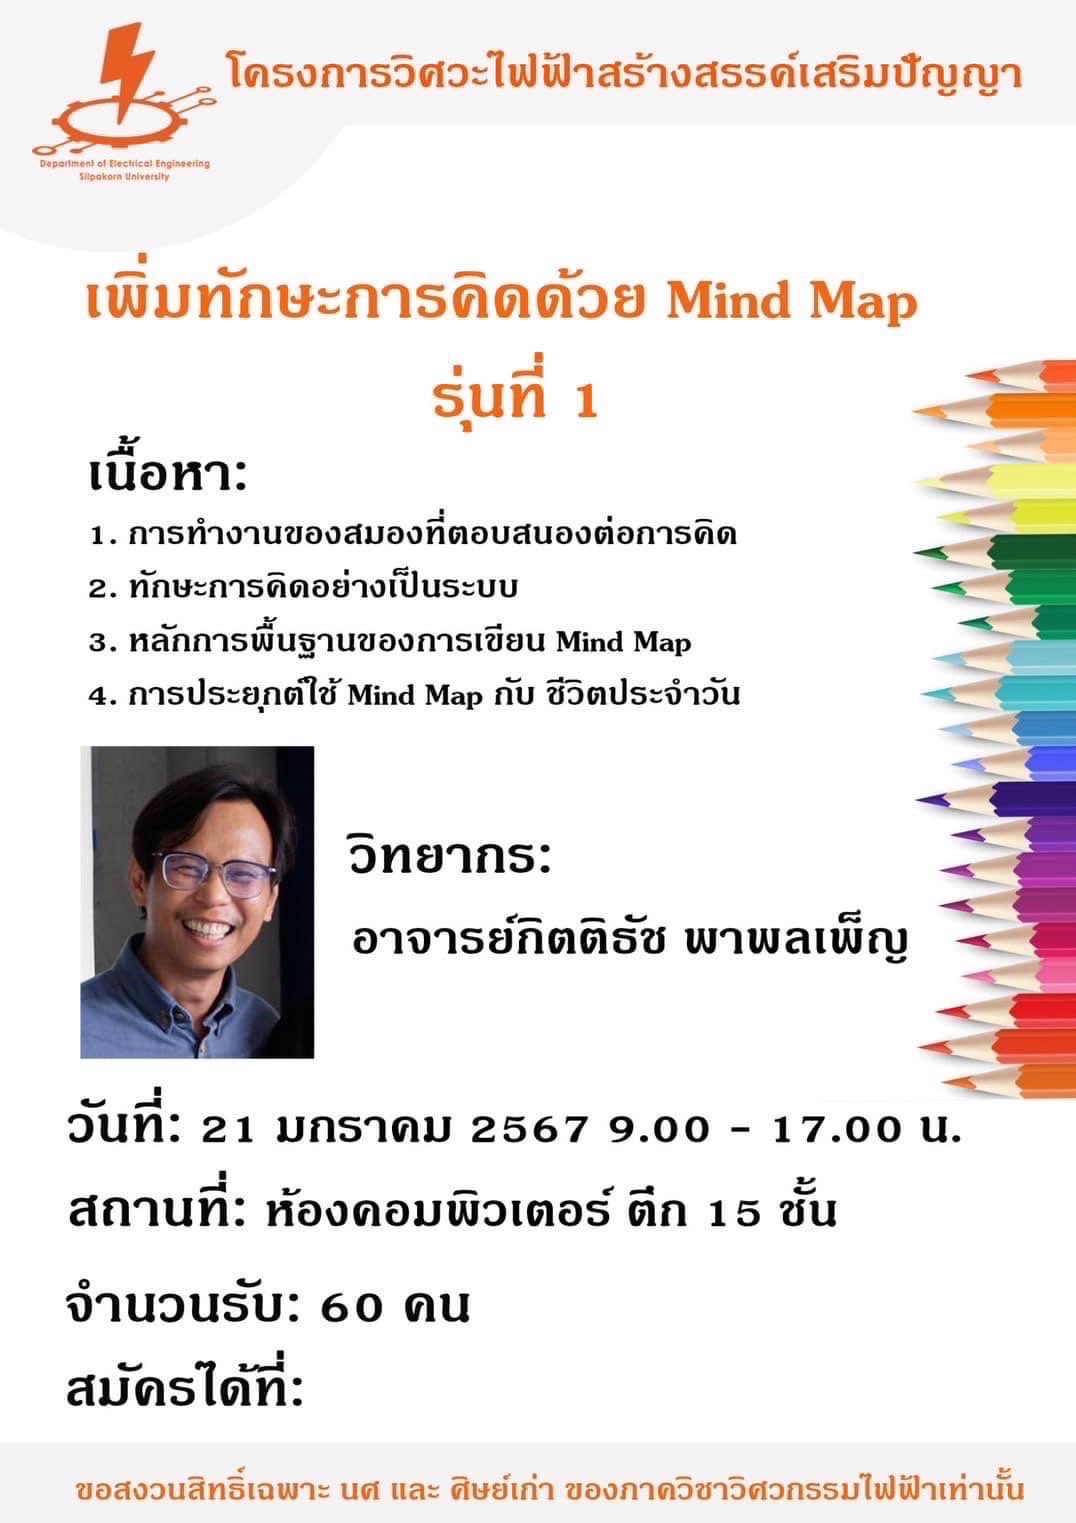 โครงการวิศวะไฟฟ้าสร้างสรรค์เสริมปัญญา
Department of Electrical Engineering
Silpakorn University
เพิ่มทักษะการคิดด้วย Mind Map
รุ่นที่ 1
เนื้อหา:
1. การทำงานของสมองที่ตอบสนองต่อการคิด
2. ทักษะการคิดอย่างเป็นระบบ
3. หลักการพื้นฐานของการเขียน Mind Map
4. การประยุกต์ใช้ Mind Map กับ ชีวิตประจำวัน
วิทยากร:
อาจารย์กิตติธัช พาพลเพ็ญ
วันที่: 21 มกราคม 2567 9.00 - 17.00 น.
สถานที่: ห้องคอมพิวเตอร์ ตึก 15 ชั้น
จำนวนรับ: 60 คน
สมัครได้ที่:
ขอสงวนสิทธิ์เฉพาะ นศ และ ศิษย์เก่า ของภาควิชาวิศวกรรมไฟฟ้าเท่านั้น